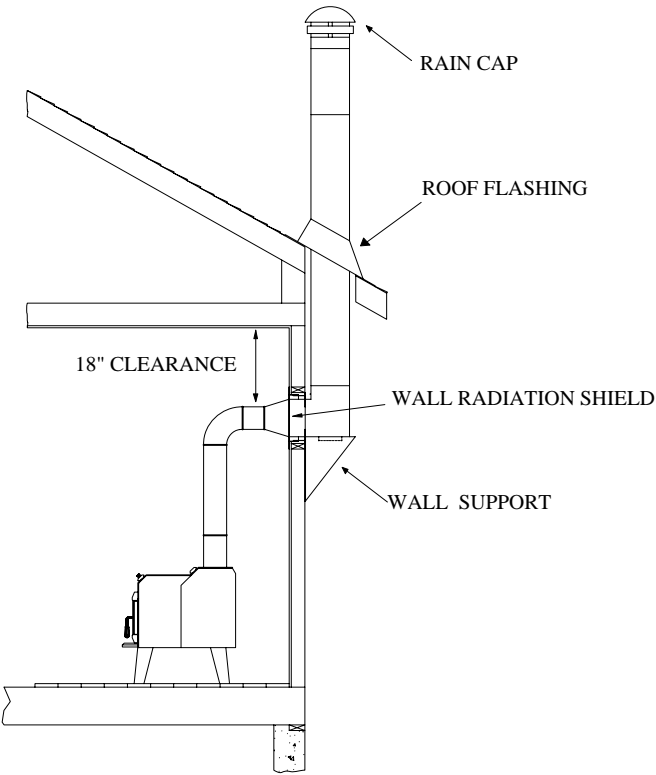 RAIN CAP
ROOF FLASHING
18" CLEARANCE
WALL RADIATION SHIELD
WALL SUPPORT